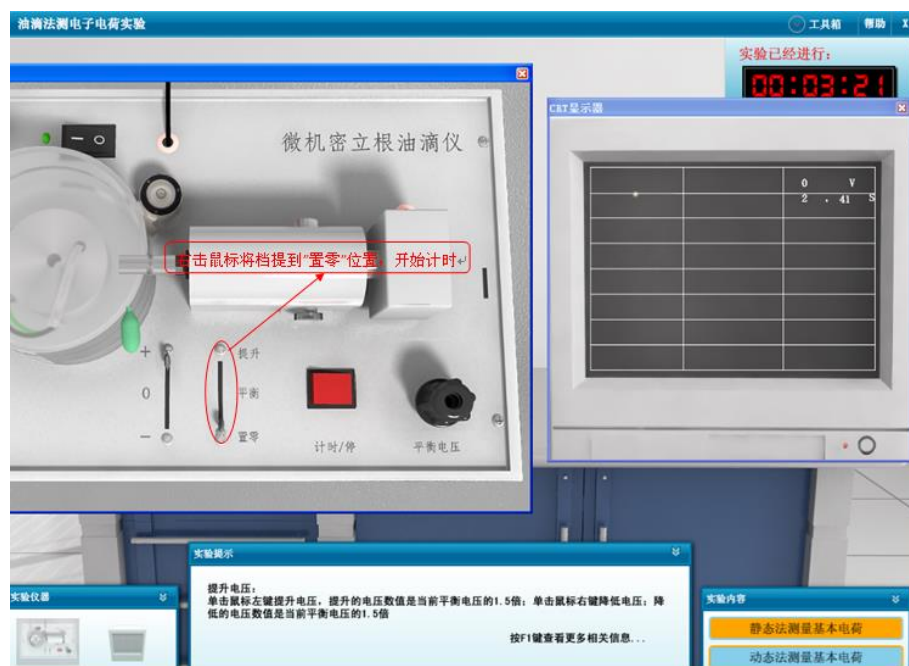 油滴法测电子电荷实验
工具箱 帮助
实验已经进行:
00:03:21
CRT显示器
微机密立根油滴仪
0 V
2 . 41 S
击鼠标将档提到"置零"位置，开始计时
+
0
-
提升
平衡
置零
计时/停
平衡电压
实验提示
提升电压:
单击鼠标左键提升电压，提升的电压数值是当前平衡电压的1.5倍；单击鼠标右键降低电压；降
低的电压数值是当前平衡电压的1.5倍
按F1键查看更多相关信息...
实验仪器
实验内容
静态法测量基本电荷
动态法测量基本电荷